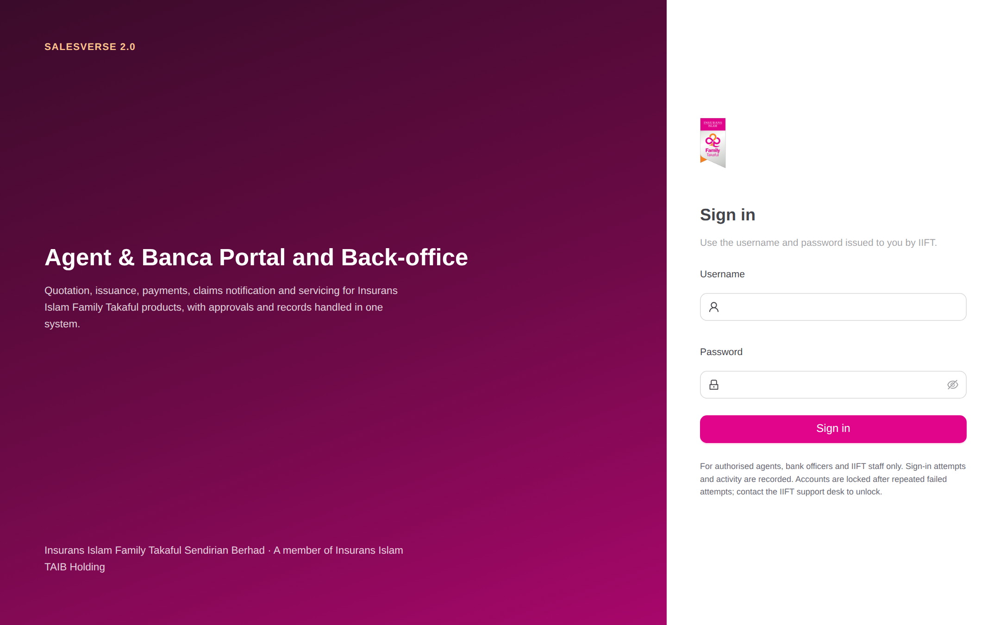 SALESVERSE 2.0
Agent & Banca Portal and Back-office
Quotation, issuance, payments, claims notification and servicing for Insurans
Islam Family Takaful products, with approvals and records handled in one
system.
Insurans Islam Family Takaful Sendirian Berhad · A member of Insurans Islam
TAIB Holding
INSURANS
ISLAM
Family
Takaful
Sign in
Use the username and password issued to you by IIFT.
Username
Password
Sign in
For authorised agents, bank officers and IIFT staff only. Sign-in attempts
and activity are recorded. Accounts are locked after repeated failed
attempts; contact the IIFT support desk to unlock.